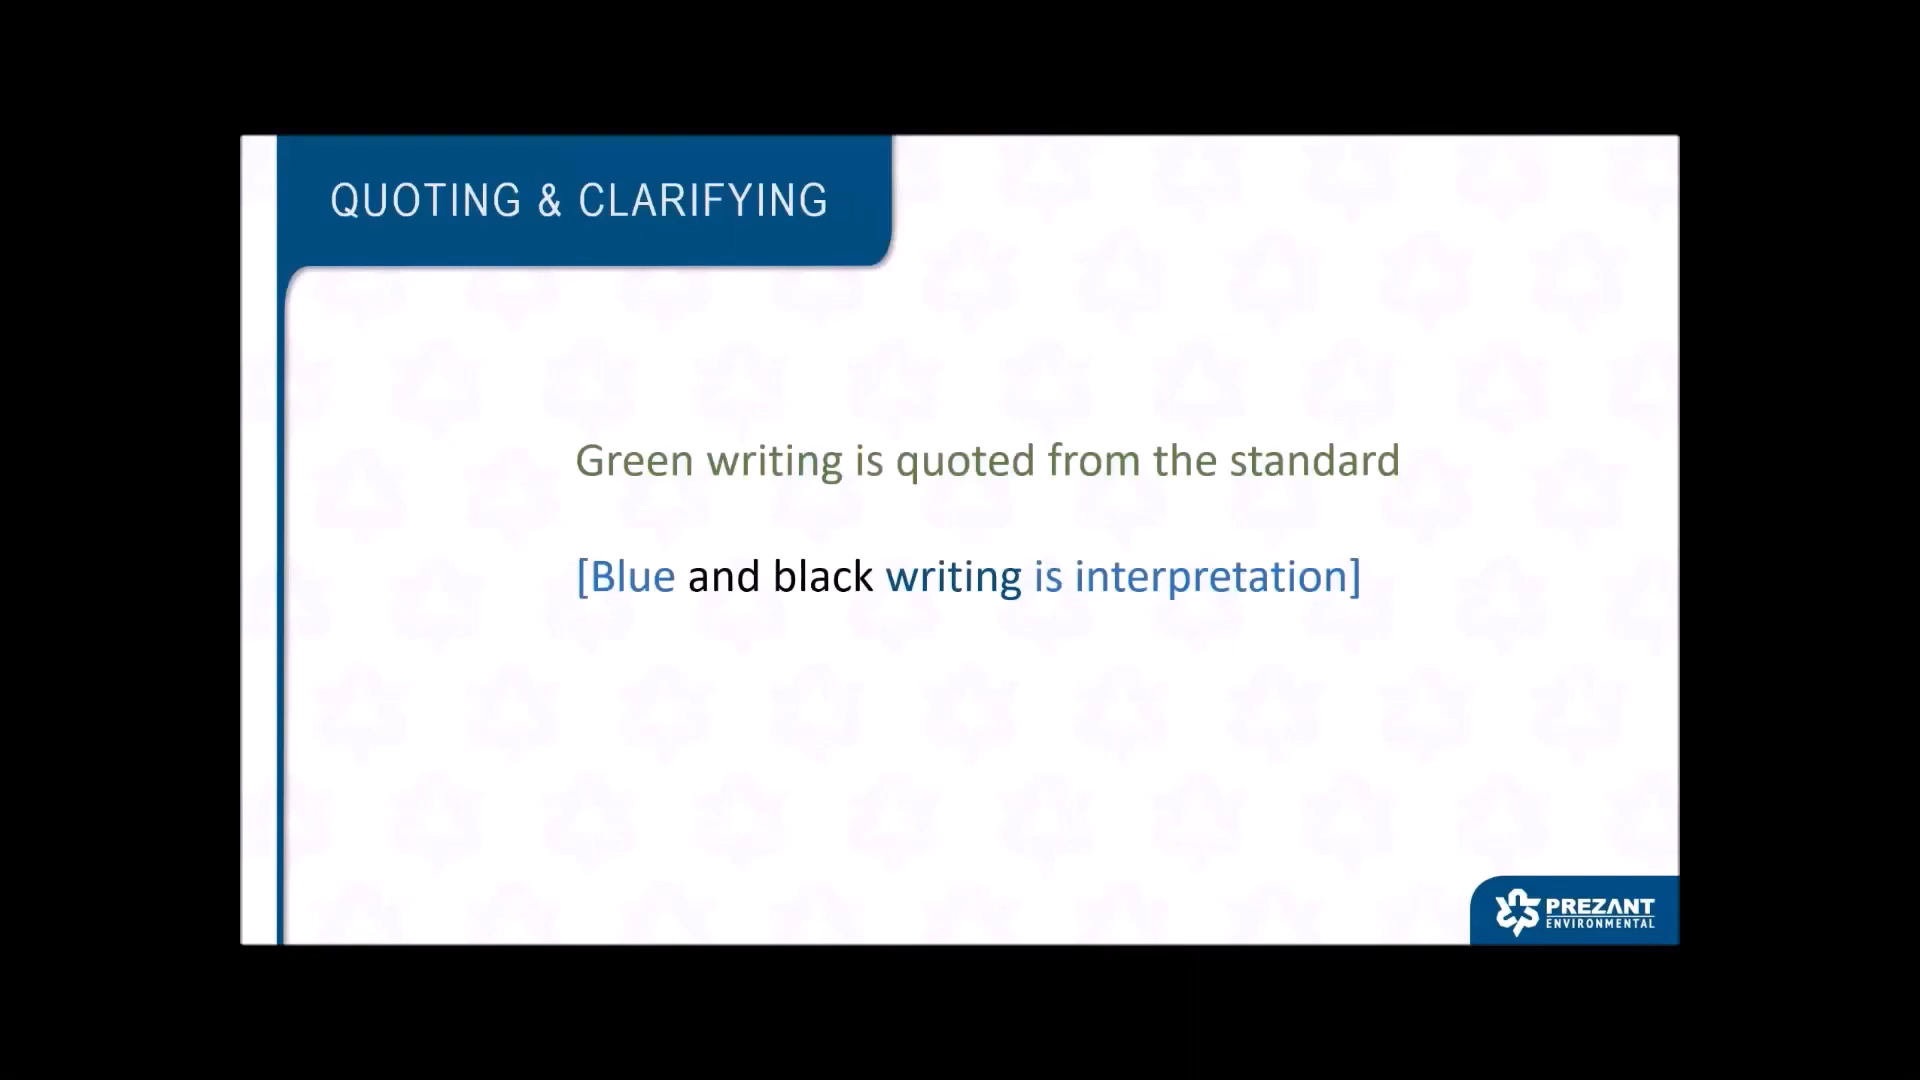 QUOTING & CLARIFYING
Green writing is quoted from the standard
[Blue and black writing is interpretation]
PREZANT
ENVIRONMENTAL